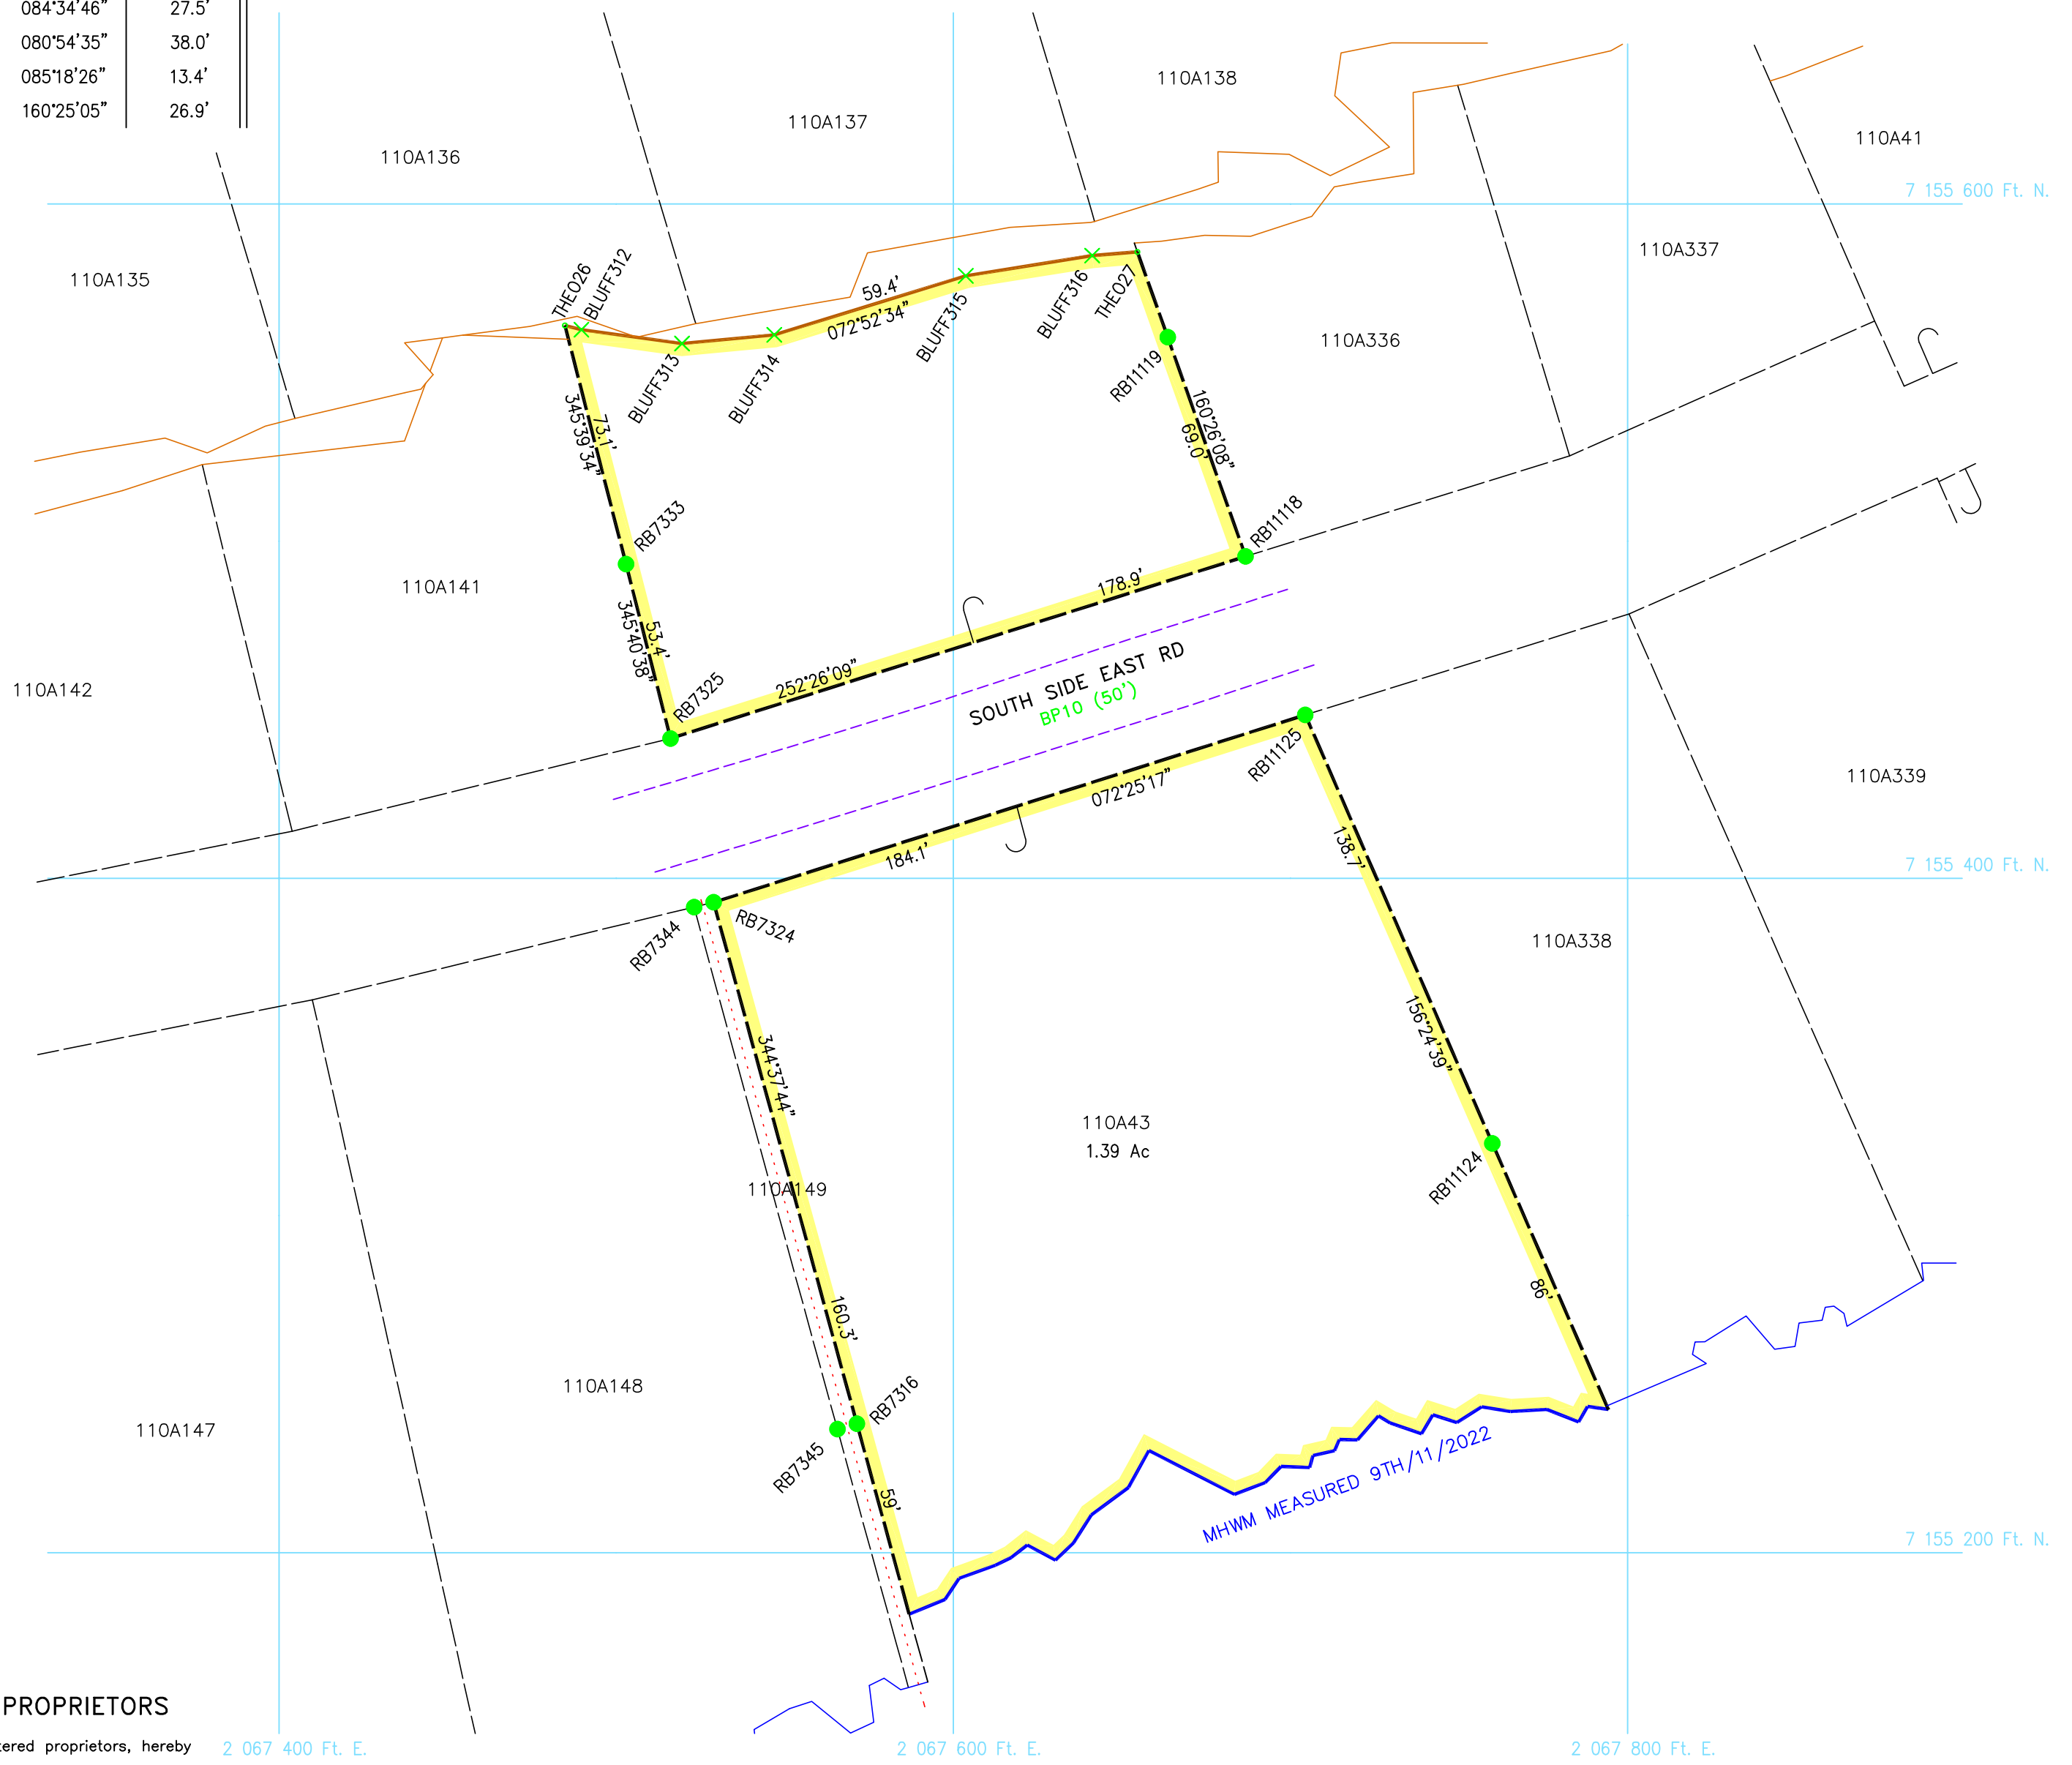 084°34'46" 27.5'
080°54'35" 38.0'
085°18'26" 13.4'
160°25'05" 26.9'
110A138
110A137
110A41
110A136
7 155 600 Ft. N.
110A337
110A135
THEO26
BLUFF312
59.4'
072°52'34"
BLUFF316
THEO27
BLUFF315
110A336
BLUFF313
BLUFF314
RB11119
345°39'34"
73.1'
160°26'08"
69.0'
RB7333
RB11118
110A141
178.9'
345°40'38"
53.4'
252°26'09"
SOUTH SIDE EAST RD
BP10 (50')
110A142
RB7325
RB11125
110A339
072°25'17"
184.1'
138.7'
7 155 400 Ft. N.
RB7344
RB7324
110A338
156°24'39"
344°37'44"
110A43
1.39 Ac
RB11124
110A149
86'
160.3'
110A148
RB7316
110A147
RB7345
59'
MHWM MEASURED 9TH/11/2022
7 155 200 Ft. N.
PROPRIETORS
tered proprietors, hereby
2 067 400 Ft. E.
2 067 600 Ft. E.
2 067 800 Ft. E.